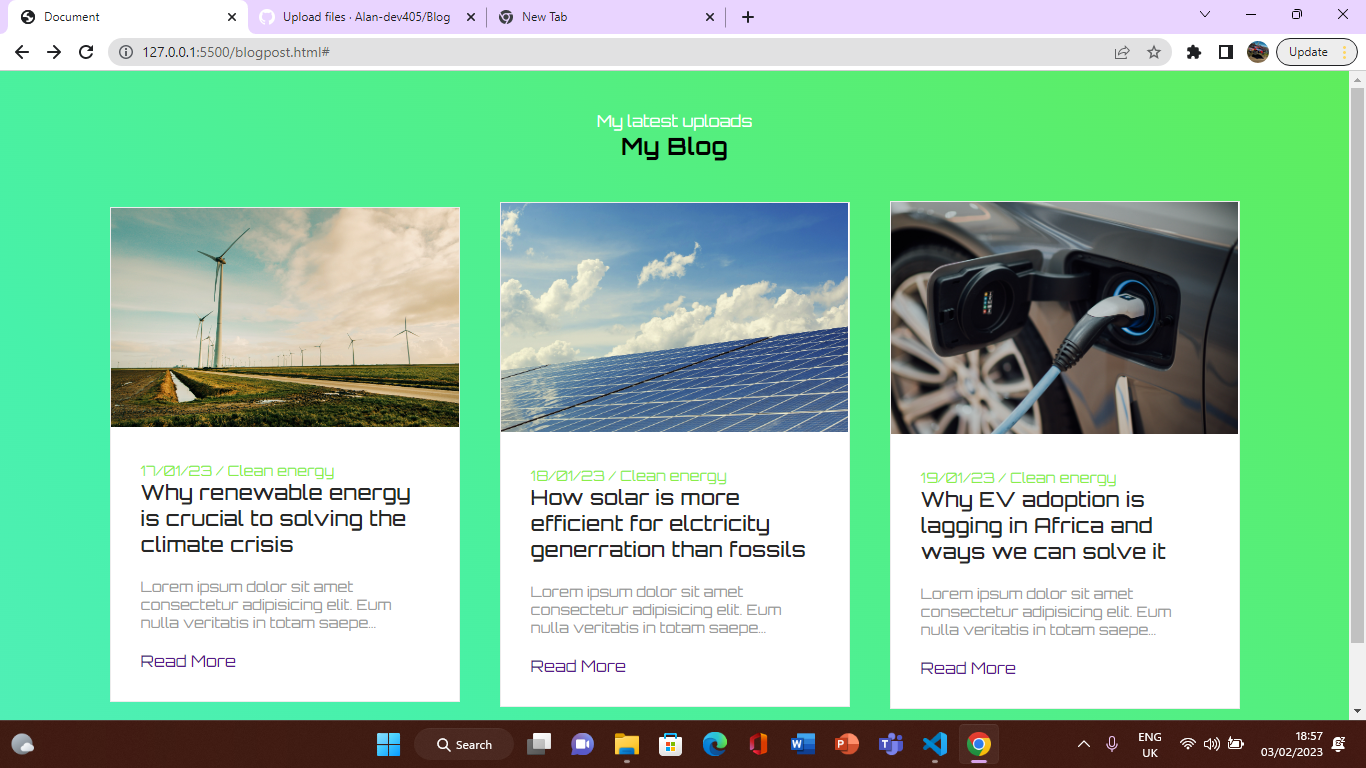 Document
Upload files · Alan-dev405/Blog
New Tab
127.0.0.1:5500/blogpost.html#
Update
My latest uploads
My Blog
17/01/23 / Clean energy
Why renewable energy
is crucial to solving the
climate crisis
Lorem ipsum dolor sit amet
consectetur adipisicing elit. Eum
nulla veritatis in totam saepe...
Read More
18/01/23 / Clean energy
How solar is more
efficient for elctricity
generration than fossils
Lorem ipsum dolor sit amet
consectetur adipisicing elit. Eum
nulla veritatis in totam saepe...
Read More
19/01/23 / Clean energy
Why EV adoption is
lagging in Africa and
ways we can solve it
Lorem ipsum dolor sit amet
consectetur adipisicing elit. Eum
nulla veritatis in totam saepe...
Read More
Search
ENG
UK
18:57
03/02/2023